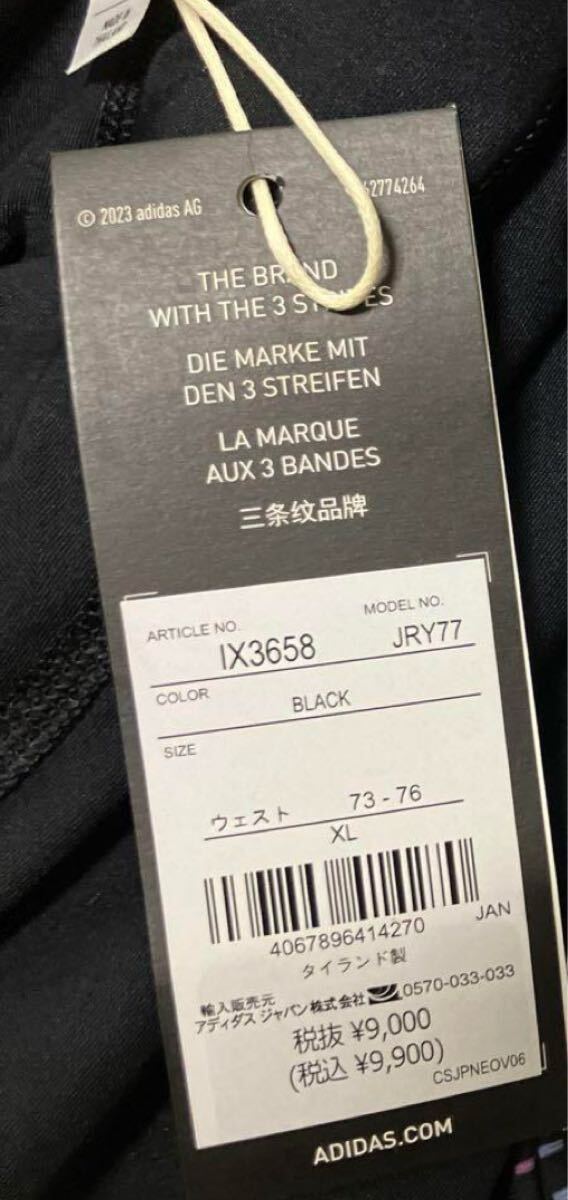 MADE IN
© 2023 adidas AG
62774264
THE BRAND
WITH THE 3 STRIPES
DIE MARKE MIT
DEN 3 STREIFEN
LA MARQUE
AUX 3 BANDES
三条纹品牌
ARTICLE NO. MODEL NO.
IX3658 JRY77
COLOR BLACK
SIZE
ウェスト 73 - 76
XL
4067896414270 JAN
タイランド製
輸入販売元
アディダス ジャパン株式会社 0570-033-033
税抜 ¥9,000
(税込 ¥9,900)
CSJPNEOV06
ADIDAS.COM